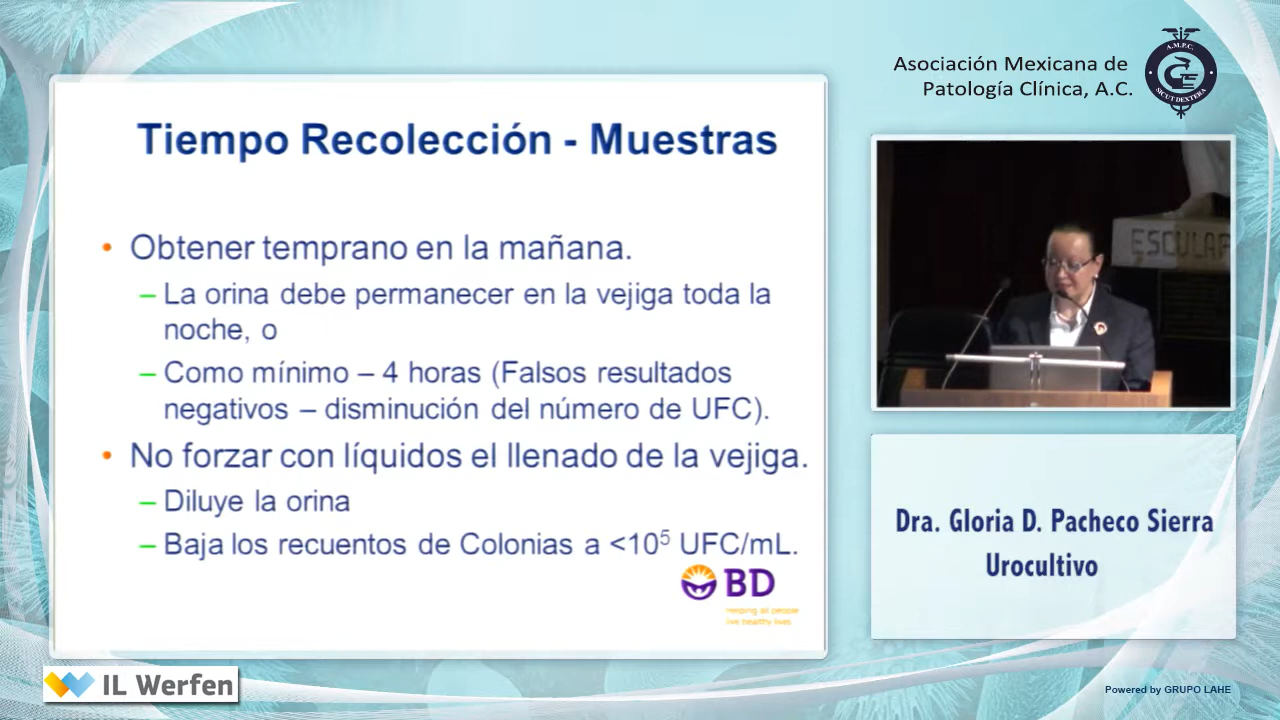 Asociación Mexicana de
Patología Clínica, A.C.
A.M.P.C.
SICUT DEXTERA
Tiempo Recolección - Muestras
• Obtener temprano en la mañana.
– La orina debe permanecer en la vejiga toda la
noche, o
– Como mínimo – 4 horas (Falsos resultados
negativos – disminución del número de UFC).
• No forzar con líquidos el llenado de la vejiga.
– Diluye la orina
– Baja los recuentos de Colonias a <10⁵ UFC/mL.
BD
Helping all people
live healthy lives
ESCULAP
Dra. Gloria D. Pacheco Sierra
Urocultivo
IL Werfen
Powered by GRUPO LAHE